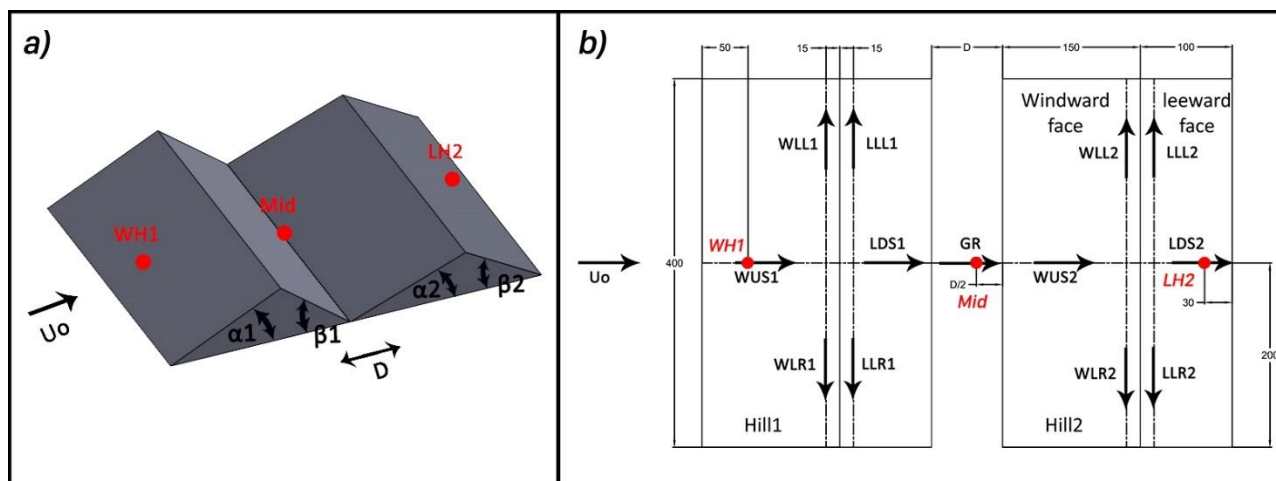 a)
LH2
Mid
WH1
α2
β2
α1
β1
Uo
D
b)
50
15
15
D
150
100
Windward
face
leeward
face
WLL1
LLL1
WLL2
LLL2
WH1
LDS1
GR
LDS2
Uo
400
WUS1
WUS2
D/2
Mid
LH2
30
WLR1
LLR1
WLR2
LLR2
200
Hill1
Hill2